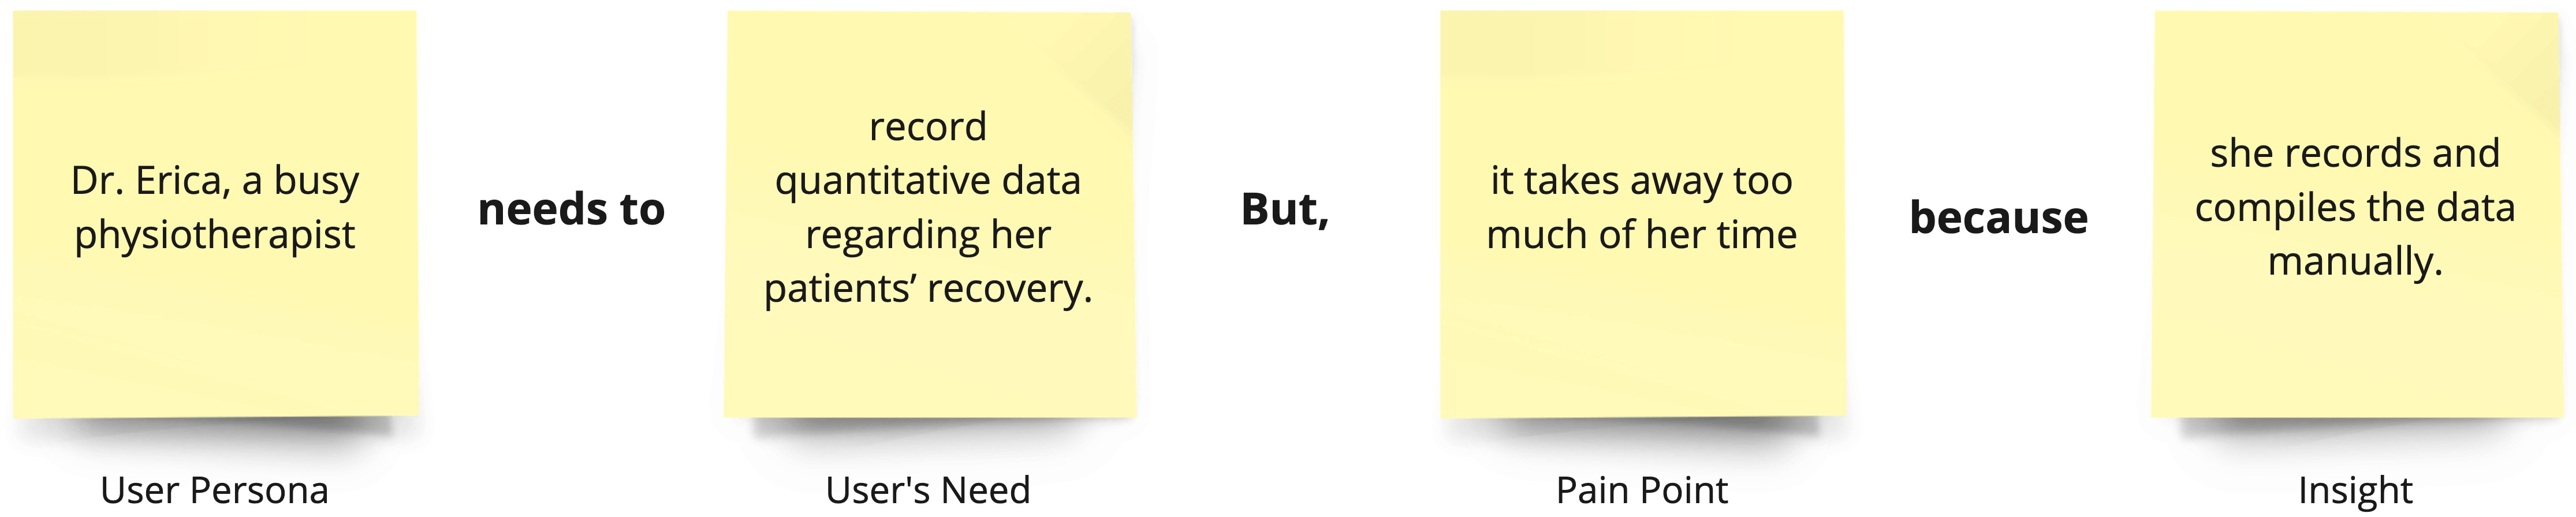 Dr. Erica, a busy
physiotherapist
needs to
record
quantitative data
regarding her
patients’ recovery.
But,
it takes away too
much of her time
because
she records and
compiles the data
manually.
User Persona
User's Need
Pain Point
Insight